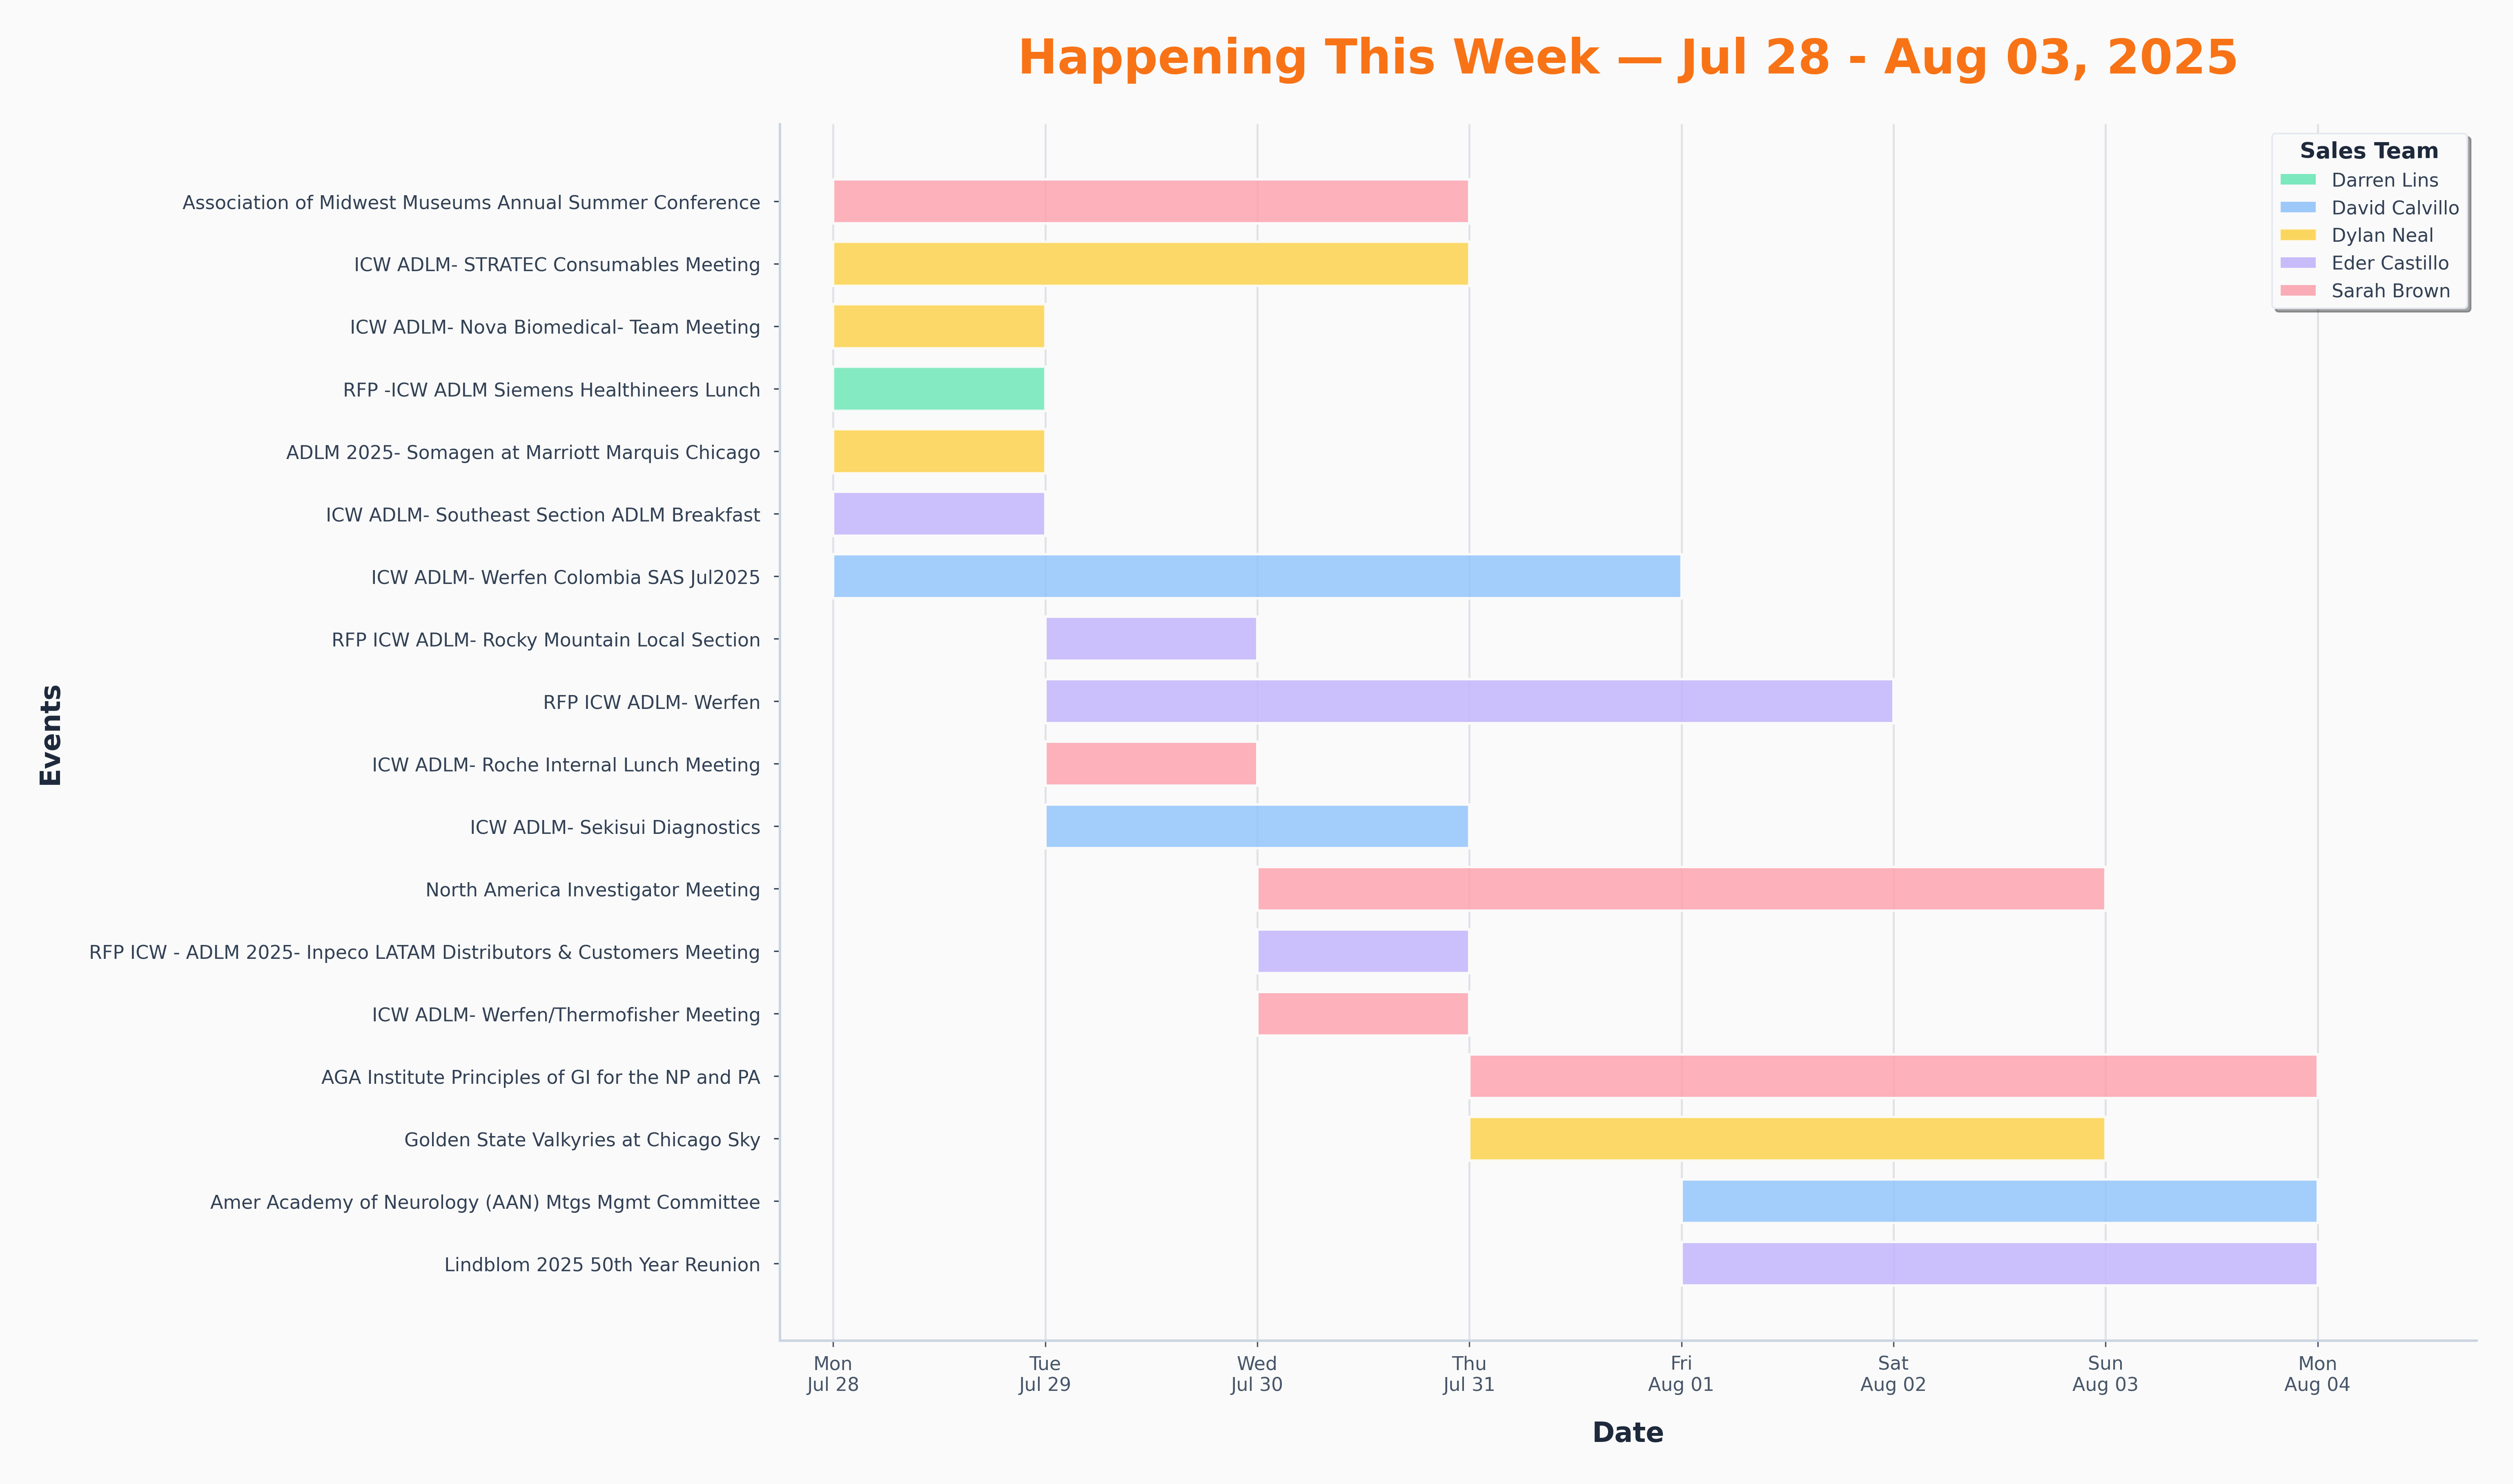 Happening This Week — Jul 28 - Aug 03, 2025
Sales Team
Darren Lins
David Calvillo
Dylan Neal
Eder Castillo
Sarah Brown
Events
Association of Midwest Museums Annual Summer Conference
ICW ADLM- STRATEC Consumables Meeting
ICW ADLM- Nova Biomedical- Team Meeting
RFP -ICW ADLM Siemens Healthineers Lunch
ADLM 2025- Somagen at Marriott Marquis Chicago
ICW ADLM- Southeast Section ADLM Breakfast
ICW ADLM- Werfen Colombia SAS Jul2025
RFP ICW ADLM- Rocky Mountain Local Section
RFP ICW ADLM- Werfen
ICW ADLM- Roche Internal Lunch Meeting
ICW ADLM- Sekisui Diagnostics
North America Investigator Meeting
RFP ICW - ADLM 2025- Inpeco LATAM Distributors & Customers Meeting
ICW ADLM- Werfen/Thermofisher Meeting
AGA Institute Principles of GI for the NP and PA
Golden State Valkyries at Chicago Sky
Amer Academy of Neurology (AAN) Mtgs Mgmt Committee
Lindblom 2025 50th Year Reunion
Mon Tue Wed Thu Fri Sat Sun Mon
Jul 28 Jul 29 Jul 30 Jul 31 Aug 01 Aug 02 Aug 03 Aug 04
Date